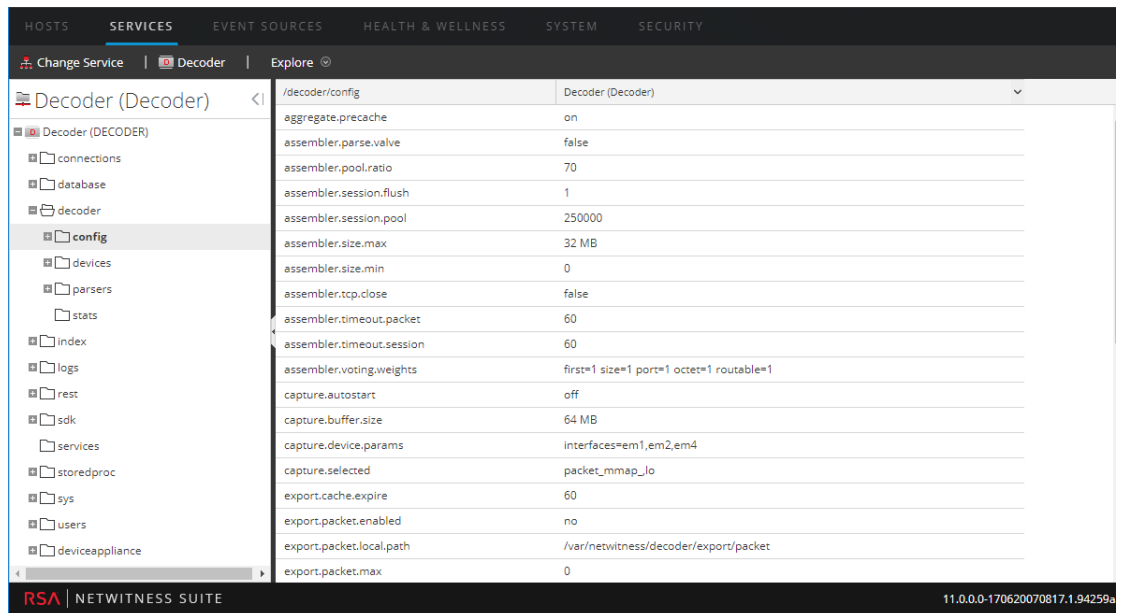 HOSTS SERVICES EVENT SOURCES HEALTH & WELLNESS SYSTEM SECURITY
Change Service | D Decoder | Explore
Decoder (Decoder)
D Decoder (DECODER)
connections
database
decoder
config
devices
parsers
stats
index
logs
rest
sdk
services
storedproc
sys
users
deviceappliance
/decoder/config Decoder (Decoder)
aggregate.precache on
assembler.parse.valve false
assembler.pool.ratio 70
assembler.session.flush 1
assembler.session.pool 250000
assembler.size.max 32 MB
assembler.size.min 0
assembler.tcp.close false
assembler.timeout.packet 60
assembler.timeout.session 60
assembler.voting.weights first=1 size=1 port=1 octet=1 routable=1
capture.autostart off
capture.buffer.size 64 MB
capture.device.params interfaces=em1,em2,em4
capture.selected packet_mmap_,lo
export.cache.expire 60
export.packet.enabled no
export.packet.local.path /var/netwitness/decoder/export/packet
export.packet.max 0
RSA | NETWITNESS SUITE 11.0.0.0-170620070817.1.94259a